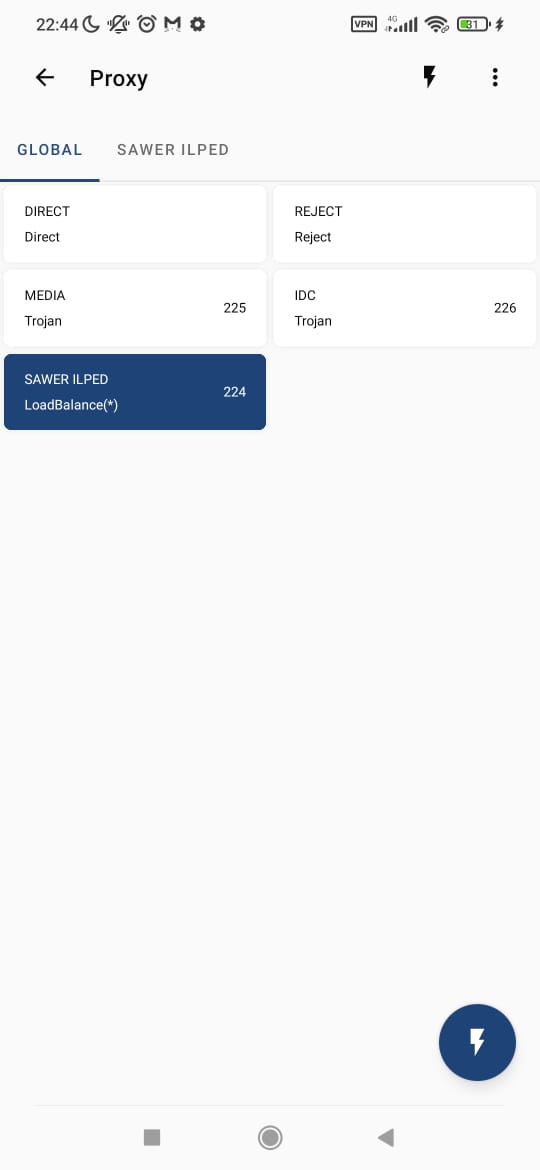 22:44 VPN 4G 31
Proxy
GLOBAL SAWER ILPED
DIRECT
Direct
REJECT
Reject
MEDIA
Trojan
225
IDC
Trojan
226
SAWER ILPED
LoadBalance(*)
224